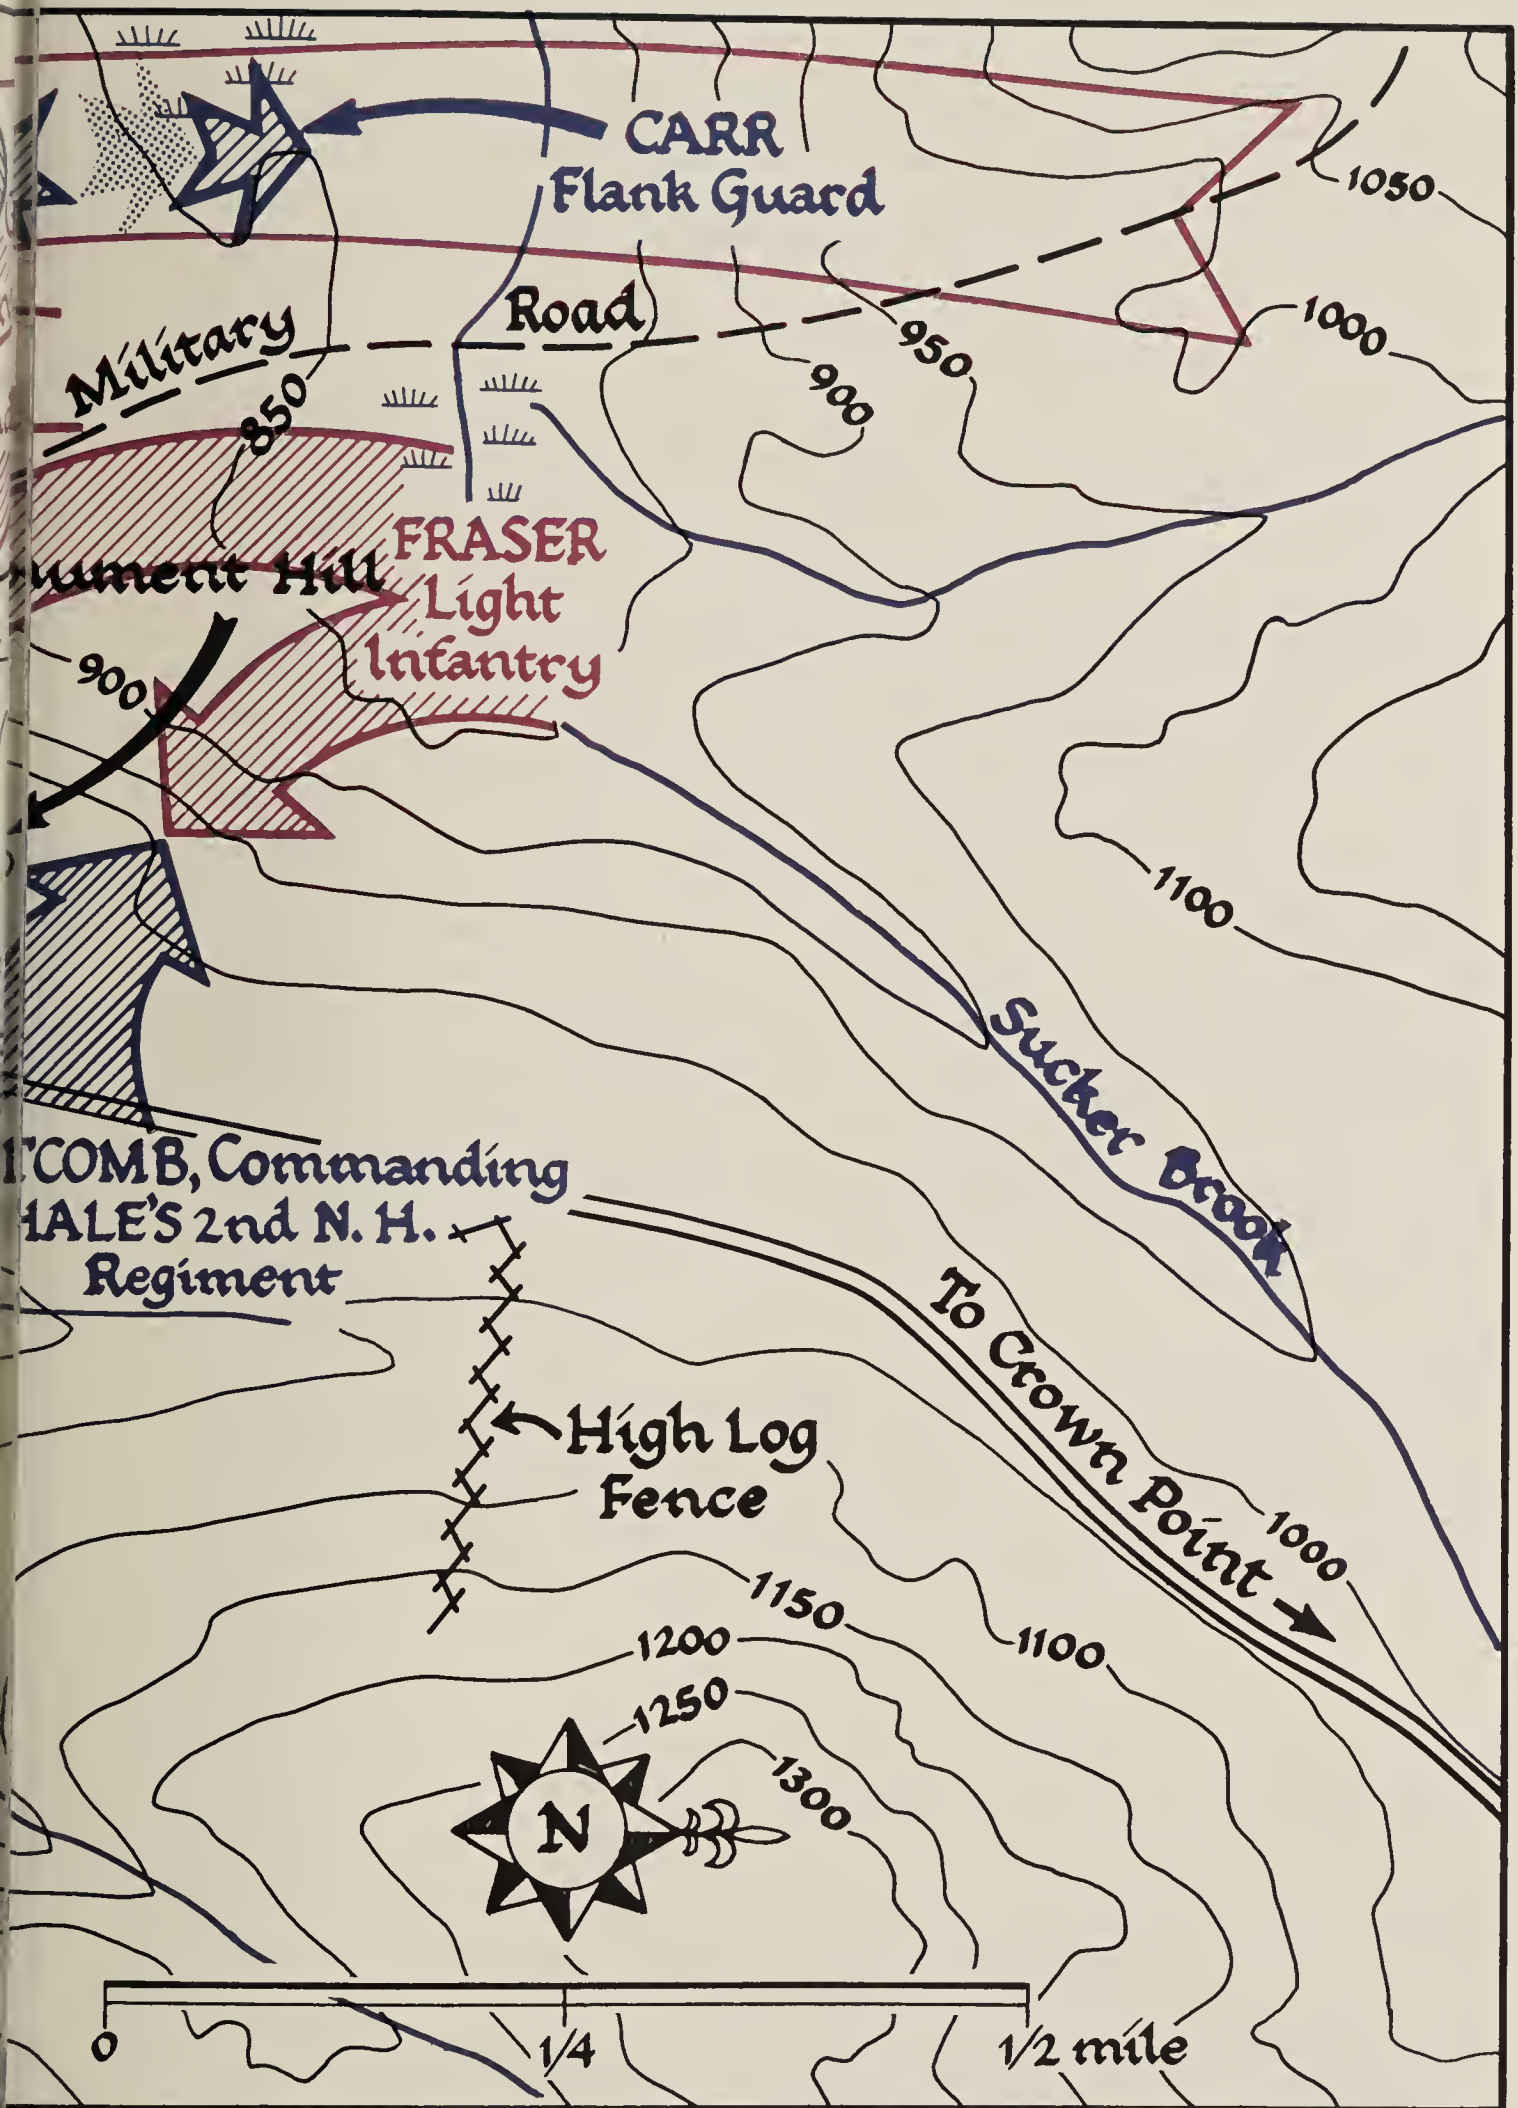 CARR
Flank Guard
1050
Military Road
1000
950
900
850
FRASER
Light
Infantry
Hill
900
1100
Sucker Brook
Commanding
2nd N. H.
Regiment
To Crown Point
High Log
Fence
1000
1150
1100
1200
1250
1300
N
0 1/4 1/2 mile